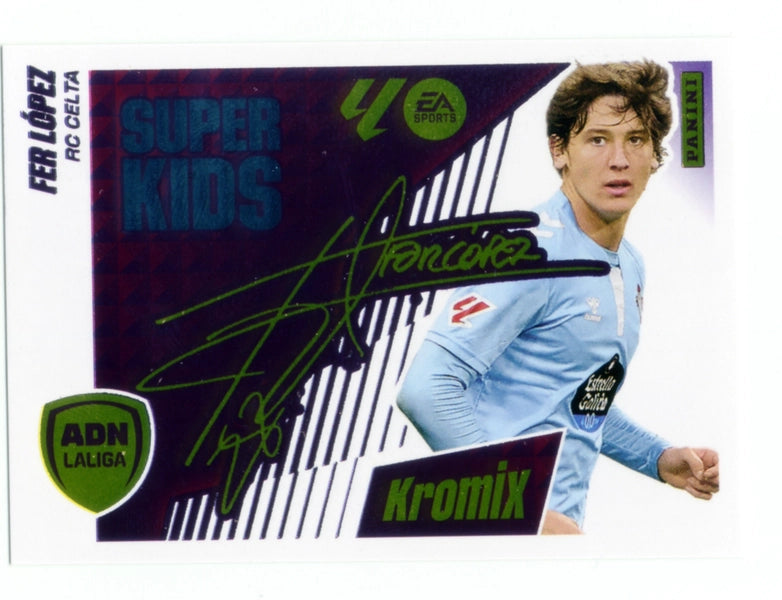 FER LÓPEZ
RC CELTA
SUPER
KIDS
EA
SPORTS
PANINI
Estrella
Galicia
ADN
LALIGA
Kromix